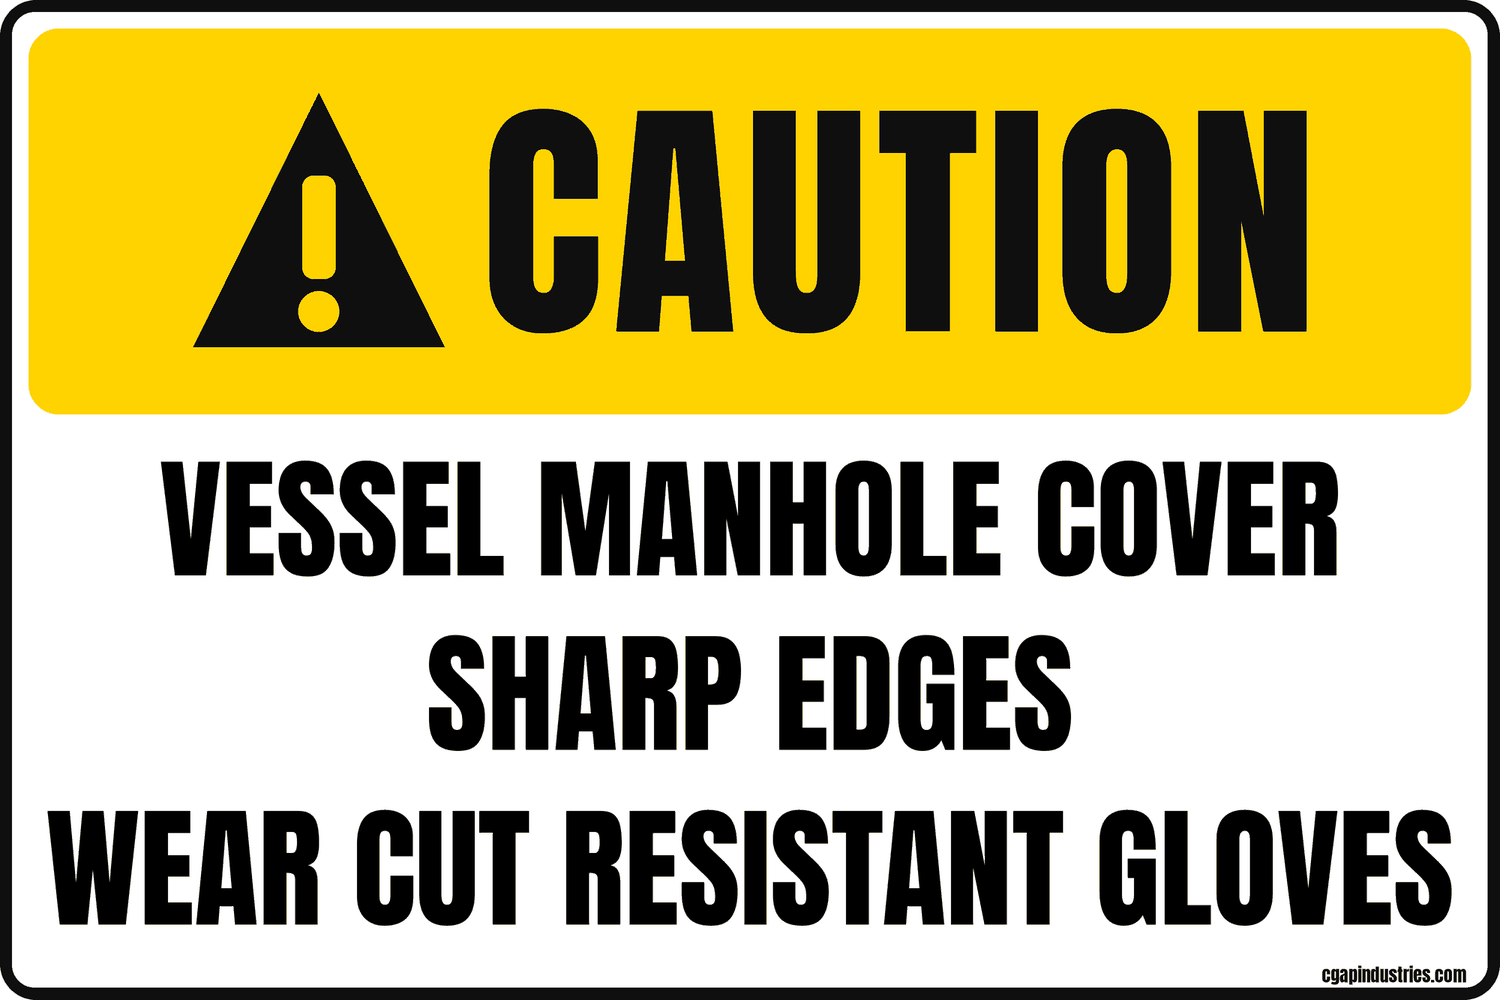 CAUTION
VESSEL MANHOLE COVER
SHARP EDGES
WEAR CUT RESISTANT GLOVES
cgapindustries.com